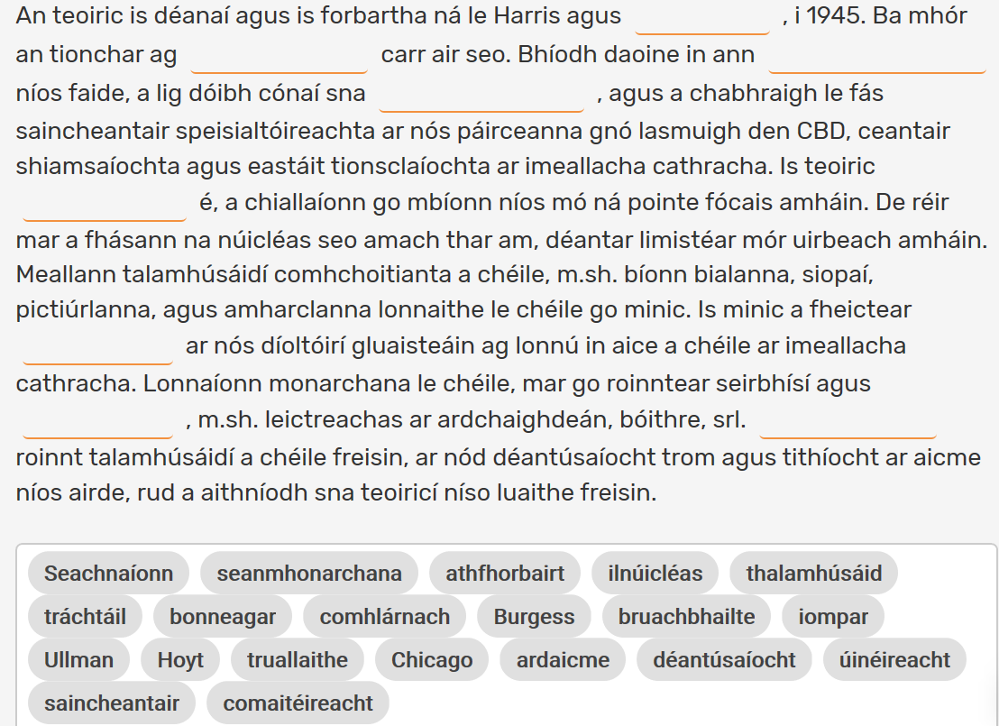 An teoiric is déanaí agus is forbartha ná le Harris agus , i 1945. Ba mhór
an tionchar ag carr air seo. Bhíodh daoine in ann
níos faide, a lig dóibh cónaí sna , agus a chabhraigh le fás
saincheantair speisialtóireachta ar nós páirceanna gnó lasmuigh den CBD, ceantair
shiamsaíochta agus eastáit tionsclaíochta ar imeallacha cathracha. Is teoiric
é, a chiallaíonn go mbíonn níos mó ná pointe fócais amháin. De réir
mar a fhásann na núicléas seo amach thar am, déantar limistéar mór uirbeach amháin.
Meallann talamhúsáidí comhchoitianta a chéile, m.sh. bíonn bialanna, siopaí,
pictiúrlanna, agus amharclanna lonnaithe le chéile go minic. Is minic a fheictear
ar nós díoltóirí gluaisteáin ag lonnú in aice a chéile ar imeallacha
cathracha. Lonnaíonn monarchana le chéile, mar go roinntear seirbhísí agus
, m.sh. leictreachas ar ardchaighdeán, bóithre, srl.
roinnt talamhúsáidí a chéile freisin, ar nód déantúsaíocht trom agus tithíocht ar aicme
níos airde, rud a aithníodh sna teoiricí níso luaithe freisin.
Seachnaíonn seanmhonarchana athfhorbairt ilnúicléas thalamhúsáid
tráchtáil bonneagar comhlárnach Burgess bruachbhailte iompar
Ullman Hoyt truallaithe Chicago ardaicme déantúsaíocht úinéireacht
saincheantair comaitéireacht